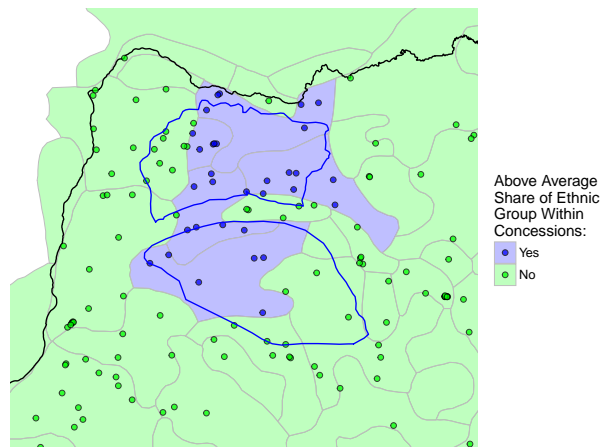 Above Average
Share of Ethnic
Group Within
Concessions:
Yes
No